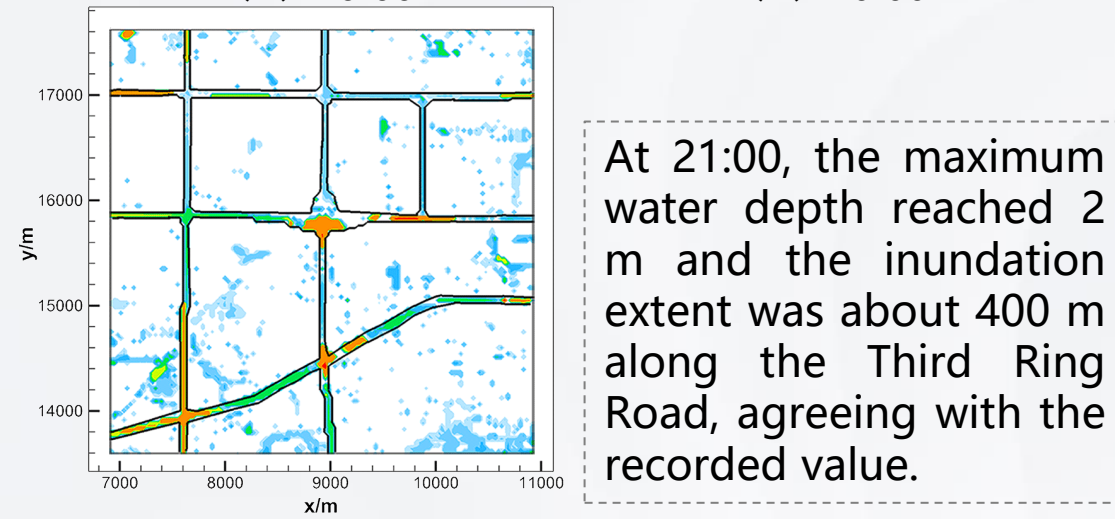 17000
16000
15000
14000
y/m
7000
8000
9000
10000
11000
x/m
At 21:00, the maximum
water depth reached 2
m and the inundation
extent was about 400 m
along the Third Ring
Road, agreeing with the
recorded value.